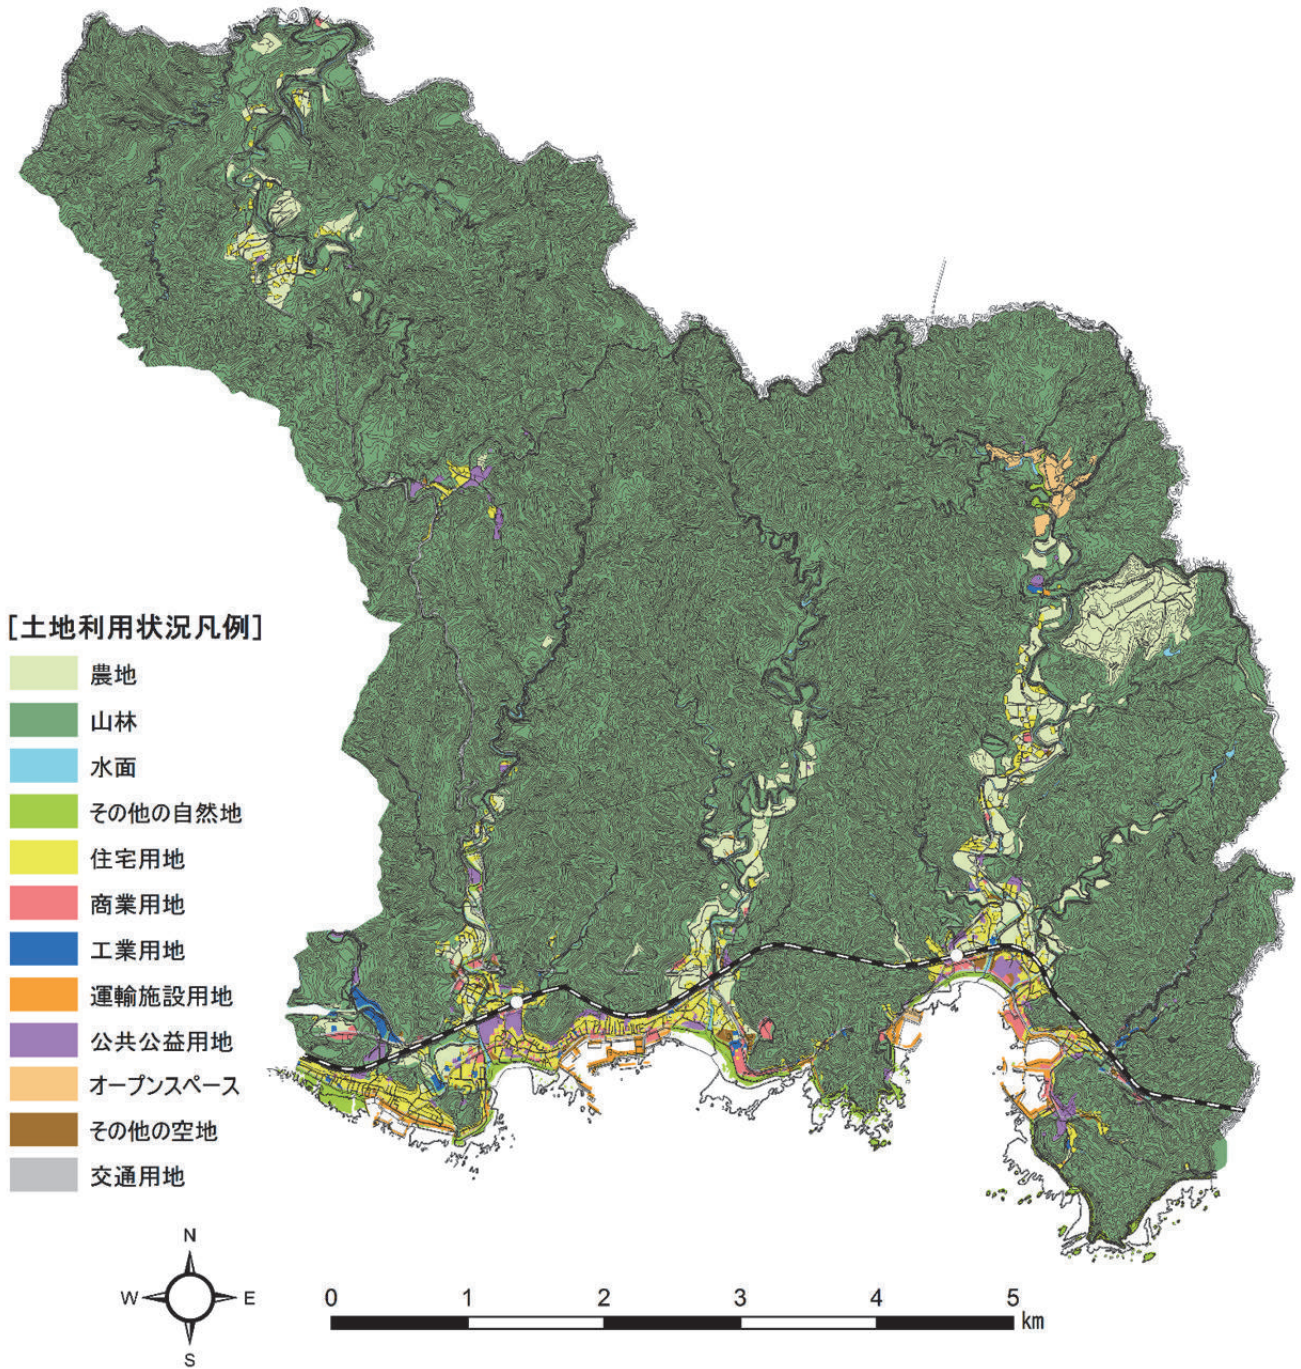 [土地利用状況凡例]
農地
山林
水面
その他の自然地
住宅用地
商業用地
工業用地
運輸施設用地
公共公益用地
オープンスペース
その他の空地
交通用地
N
W E
S
0 1 2 3 4 5
km